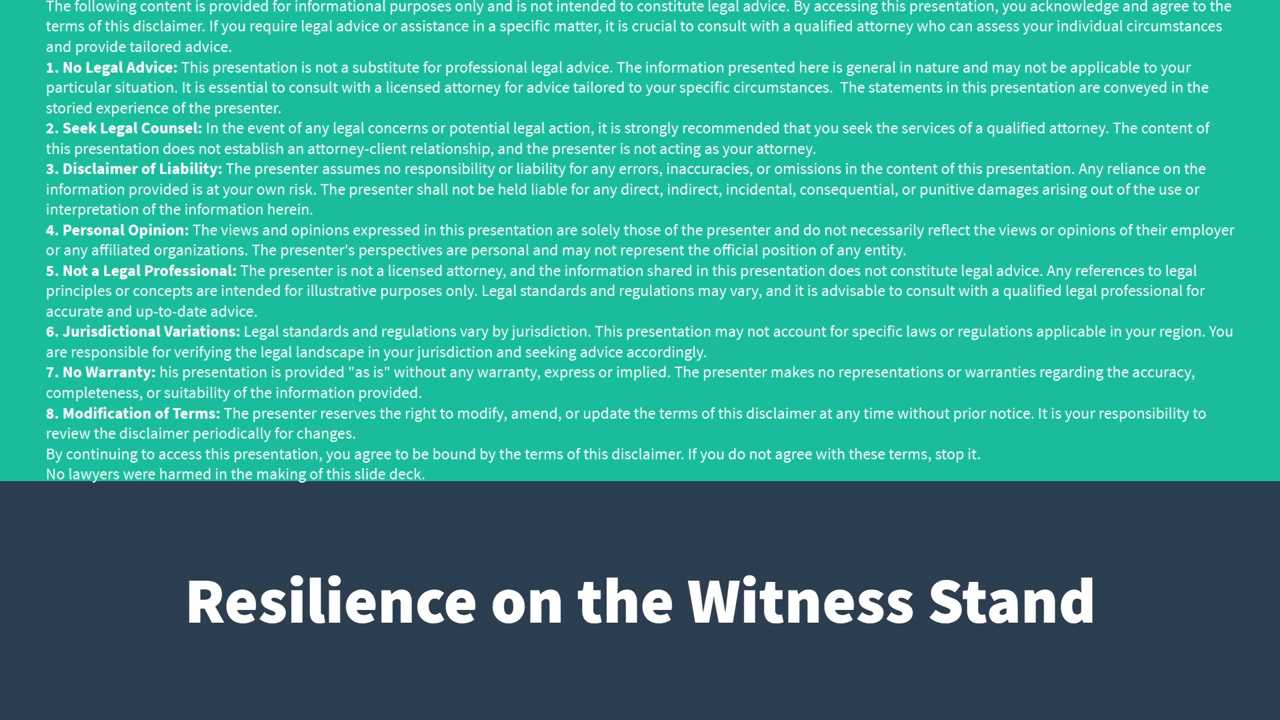 The following content is provided for informational purposes only and is not intended to constitute legal advice. By accessing this presentation, you acknowledge and agree to the
terms of this disclaimer. If you require legal advice or assistance in a specific matter, it is crucial to consult with a qualified attorney who can assess your individual circumstances
and provide tailored advice.
1. No Legal Advice: This presentation is not a substitute for professional legal advice. The information presented here is general in nature and may not be applicable to your
particular situation. It is essential to consult with a licensed attorney for advice tailored to your specific circumstances.  The statements in this presentation are conveyed in the
storied experience of the presenter.
2. Seek Legal Counsel: In the event of any legal concerns or potential legal action, it is strongly recommended that you seek the services of a qualified attorney. The content of
this presentation does not establish an attorney-client relationship, and the presenter is not acting as your attorney.
3. Disclaimer of Liability: The presenter assumes no responsibility or liability for any errors, inaccuracies, or omissions in the content of this presentation. Any reliance on the
information provided is at your own risk. The presenter shall not be held liable for any direct, indirect, incidental, consequential, or punitive damages arising out of the use or
interpretation of the information herein.
4. Personal Opinion: The views and opinions expressed in this presentation are solely those of the presenter and do not necessarily reflect the views or opinions of their employer
or any affiliated organizations. The presenter's perspectives are personal and may not represent the official position of any entity.
5. Not a Legal Professional: The presenter is not a licensed attorney, and the information shared in this presentation does not constitute legal advice. Any references to legal
principles or concepts are intended for illustrative purposes only. Legal standards and regulations may vary, and it is advisable to consult with a qualified legal professional for
accurate and up-to-date advice.
6. Jurisdictional Variations: Legal standards and regulations vary by jurisdiction. This presentation may not account for specific laws or regulations applicable in your region. You
are responsible for verifying the legal landscape in your jurisdiction and seeking advice accordingly.
7. No Warranty: his presentation is provided "as is" without any warranty, express or implied. The presenter makes no representations or warranties regarding the accuracy,
completeness, or suitability of the information provided.
8. Modification of Terms: The presenter reserves the right to modify, amend, or update the terms of this disclaimer at any time without prior notice. It is your responsibility to
review the disclaimer periodically for changes.
By continuing to access this presentation, you agree to be bound by the terms of this disclaimer. If you do not agree with these terms, stop it.
No lawyers were harmed in the making of this slide deck.
Resilience on the Witness Stand